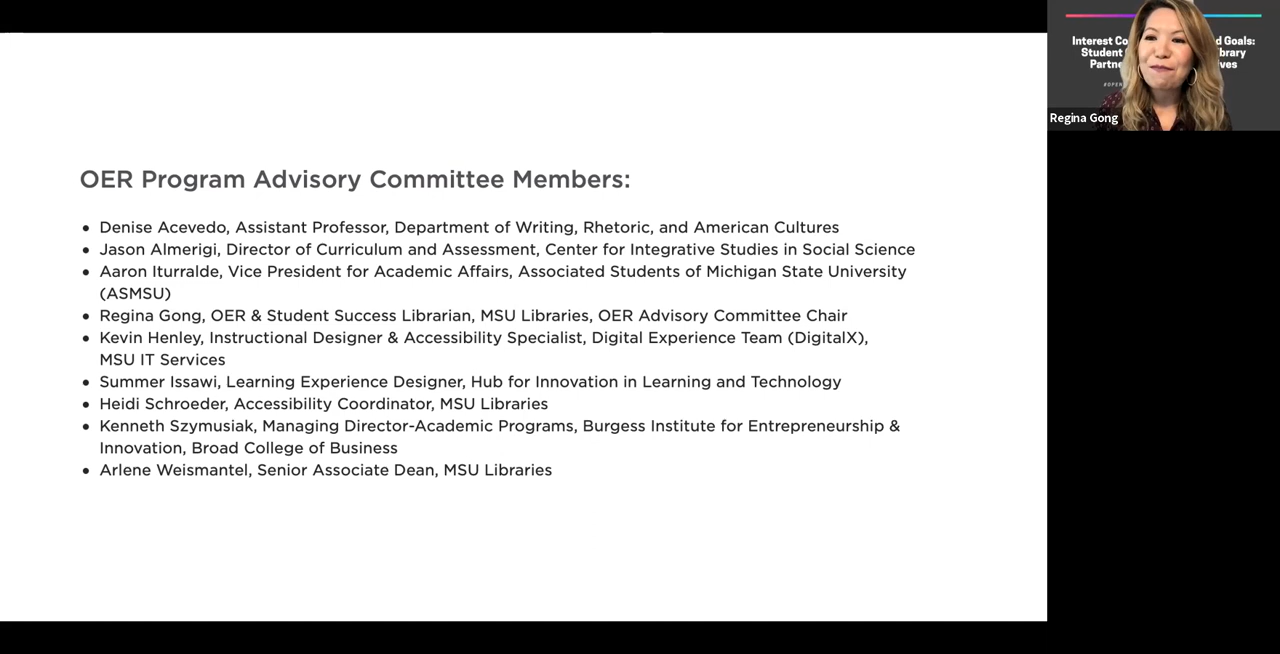 OER Program Advisory Committee Members:
• Denise Acevedo, Assistant Professor, Department of Writing, Rhetoric, and American Cultures
• Jason Almerigi, Director of Curriculum and Assessment, Center for Integrative Studies in Social Science
• Aaron Iturralde, Vice President for Academic Affairs, Associated Students of Michigan State University
(ASMSU)
• Regina Gong, OER & Student Success Librarian, MSU Libraries, OER Advisory Committee Chair
• Kevin Henley, Instructional Designer & Accessibility Specialist, Digital Experience Team (DigitalX),
MSU IT Services
• Summer Issawi, Learning Experience Designer, Hub for Innovation in Learning and Technology
• Heidi Schroeder, Accessibility Coordinator, MSU Libraries
• Kenneth Szymusiak, Managing Director-Academic Programs, Burgess Institute for Entrepreneurship &
Innovation, Broad College of Business
• Arlene Weismantel, Senior Associate Dean, MSU Libraries
Interest Goals:
Student
Regina Gong